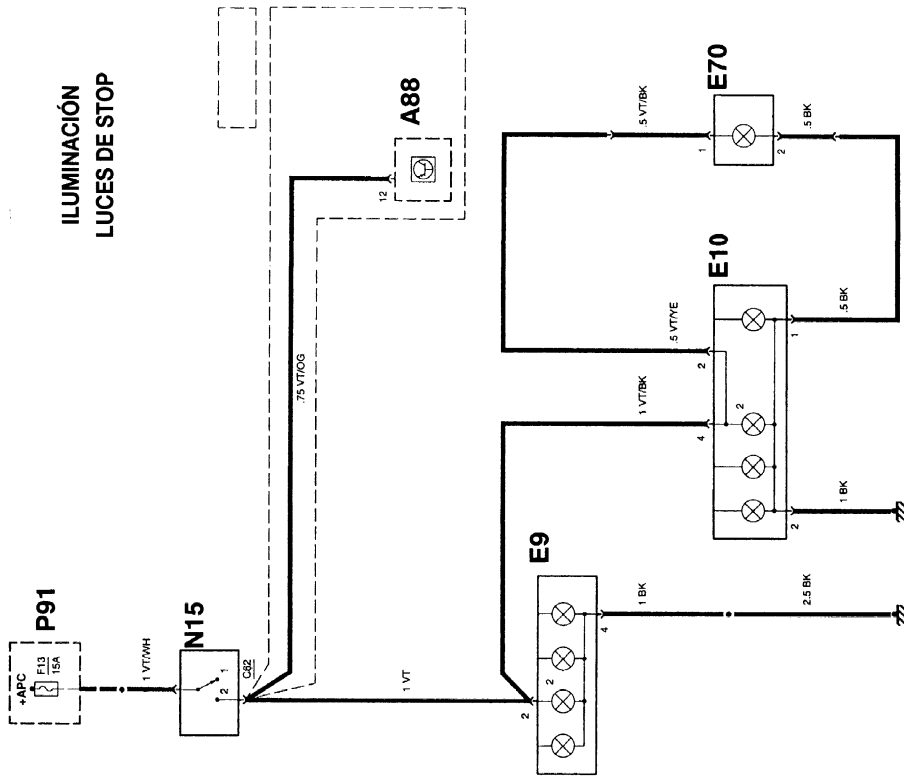 ILUMINACIÓN
LUCES DE STOP
P91
+APC
F13
15A
1 VT/WH
N15
1
2
C62
.75 VT/OG
12
A88
1 VT
E9
2
2
4
1 BK
2.5 BK
1 VT/BK
4
.5 VT/YE
2
E10
2
2
1 BK
1
.5 BK
.5 VT/BK
1
E70
2
.5 BK